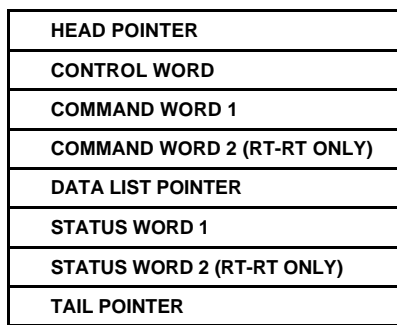 HEAD POINTER
CONTROL WORD
COMMAND WORD 1
COMMAND WORD 2 (RT-RT ONLY)
DATA LIST POINTER
STATUS WORD 1
STATUS WORD 2 (RT-RT ONLY)
TAIL POINTER